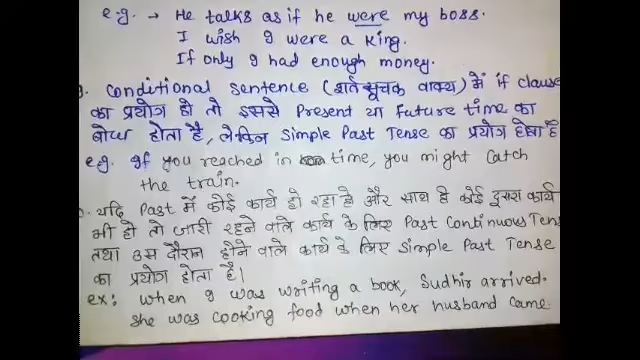 e.g. → He talks as if he were my boss.
I wish I were a king.
If only I had enough money.
9. Conditional sentence (शर्तसूचक वाक्य) में if clause
का प्रयोग हो तो इससे Present या Future time का
बोध होता है, लेकिन Simple Past Tense का प्रयोग होता है
e.g. If you reached in time, you might catch
the train.
यदि Past में कोई कार्य हो रहा हो और साथ ही कोई दूसरा कार्य
भी हो तो जारी रहने वाले कार्य के लिए Past Continuous Tens
तथा उस दौरान होने वाले कार्य के लिए Simple Past Tense
का प्रयोग होता है।
ex: When I was writing a book, Sudhir arrived.
She was cooking food when her husband came